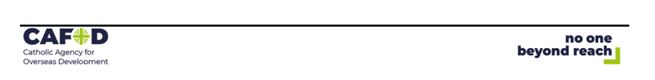 CAFOD
Catholic Agency for
Overseas Development
no one
beyond reach